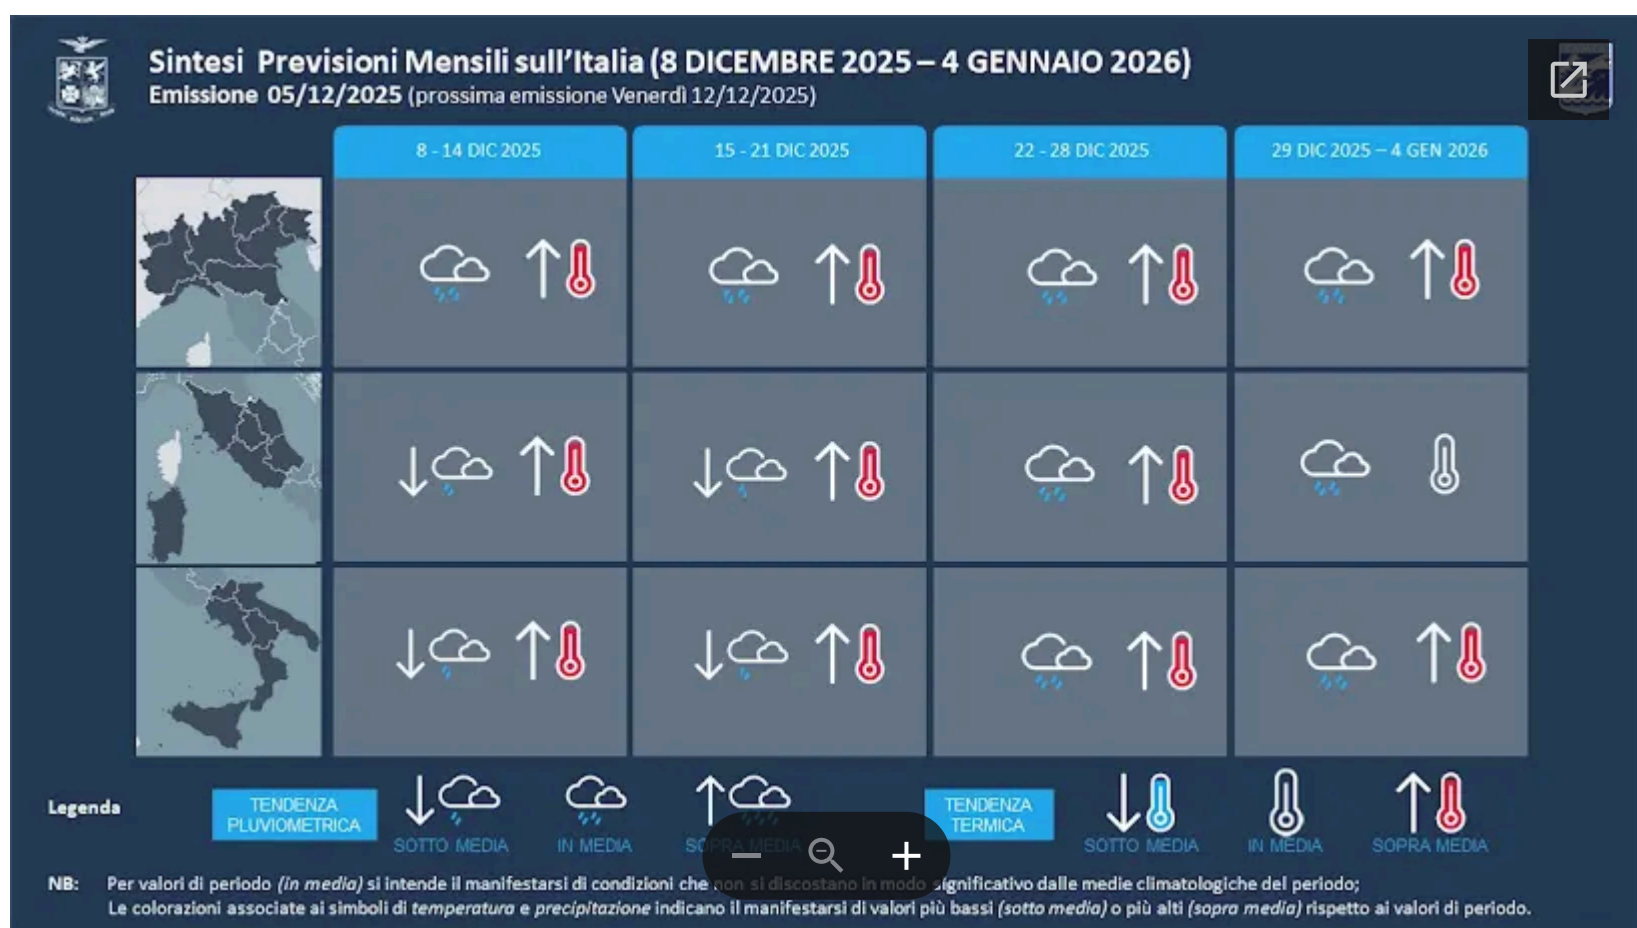 Sintesi Previsioni Mensili sull'Italia (8 DICEMBRE 2025 – 4 GENNAIO 2026)
Emissione 05/12/2025 (prossima emissione Venerdì 12/12/2025)
8 - 14 DIC 2025
15 - 21 DIC 2025
22 - 28 DIC 2025
29 DIC 2025 – 4 GEN 2026
Legenda
TENDENZA
PLUVIOMETRICA
SOTTO MEDIA
IN MEDIA
SOPRA MEDIA
TENDENZA
TERMICA
SOTTO MEDIA
IN MEDIA
SOPRA MEDIA
NB: Per valori di periodo (in media) si intende il manifestarsi di condizioni che non si discostano in modo significativo dalle medie climatologiche del periodo;
Le colorazioni associate ai simboli di temperatura e precipitazione indicano il manifestarsi di valori più bassi (sotto media) o più alti (sopra media) rispetto ai valori di periodo.